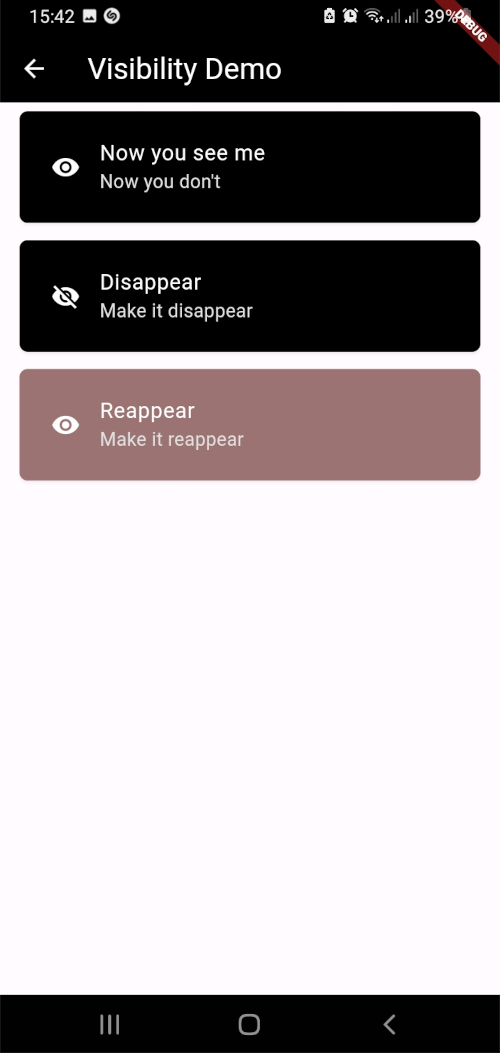 15:42
39%
DEBUG
Visibility Demo
Now you see me
Now you don't
Disappear
Make it disappear
Reappear
Make it reappear